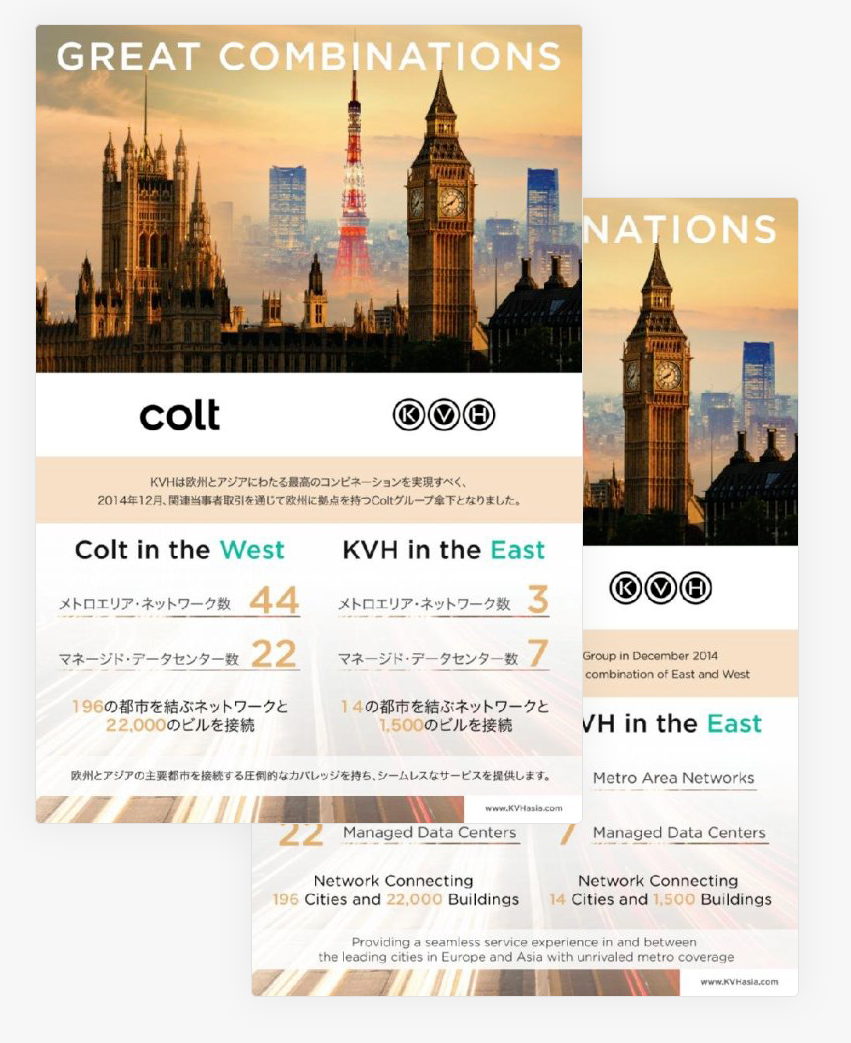 GREAT COMBINATIONS
colt
KVH
KVHは欧州とアジアにわたる最高のコンビネーションを実現すべく、
2014年12月、関連当事者取引を通じて欧州に拠点を持つColtグループ傘下となりました。
Colt in the West
メトロエリア・ネットワーク数 44
マネージド・データセンター数 22
196の都市を結ぶネットワークと
22,000のビルを接続
KVH in the East
メトロエリア・ネットワーク数 3
マネージド・データセンター数 7
14の都市を結ぶネットワークと
1,500のビルを接続
欧州とアジアの主要都市を接続する圧倒的なカバレッジを持ち、シームレスなサービスを提供します。
www.KVHasia.com
NATIONS
KVH
Group in December 2014
combination of East and West
VH in the East
Metro Area Networks
22 Managed Data Centers
7 Managed Data Centers
Network Connecting
196 Cities and 22,000 Buildings
Network Connecting
14 Cities and 1,500 Buildings
Providing a seamless service experience in and between
the leading cities in Europe and Asia with unrivaled metro coverage
www.KVHasia.com